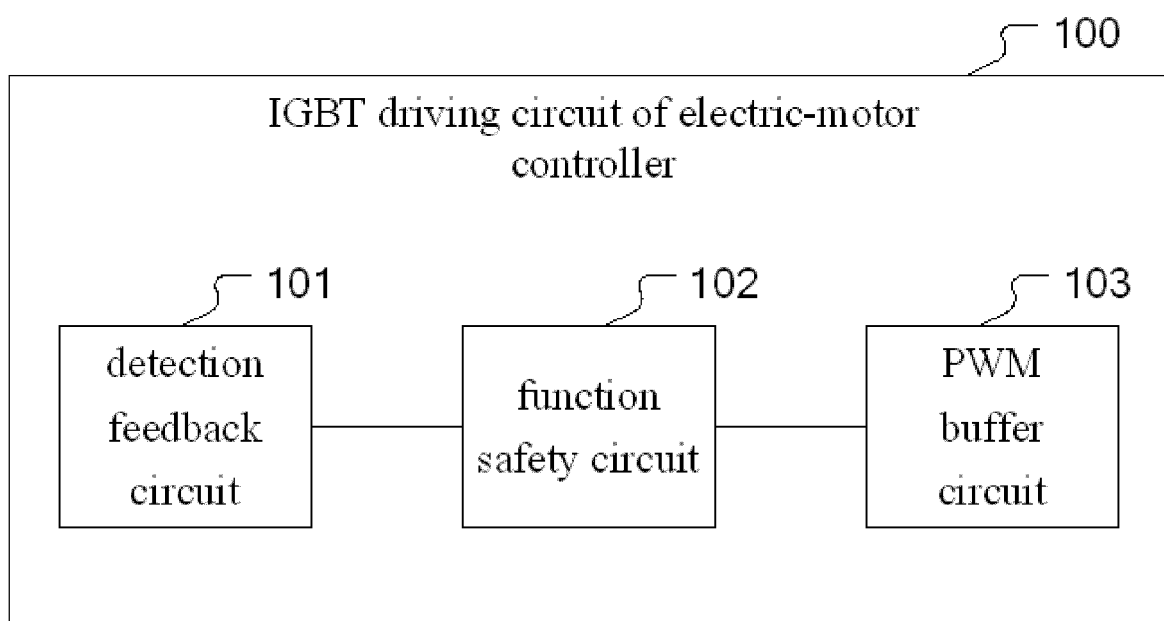 100
IGBT driving circuit of electric-motor
controller
101
102
103
detection
feedback
circuit
function
safety circuit
PWM
buffer
circuit